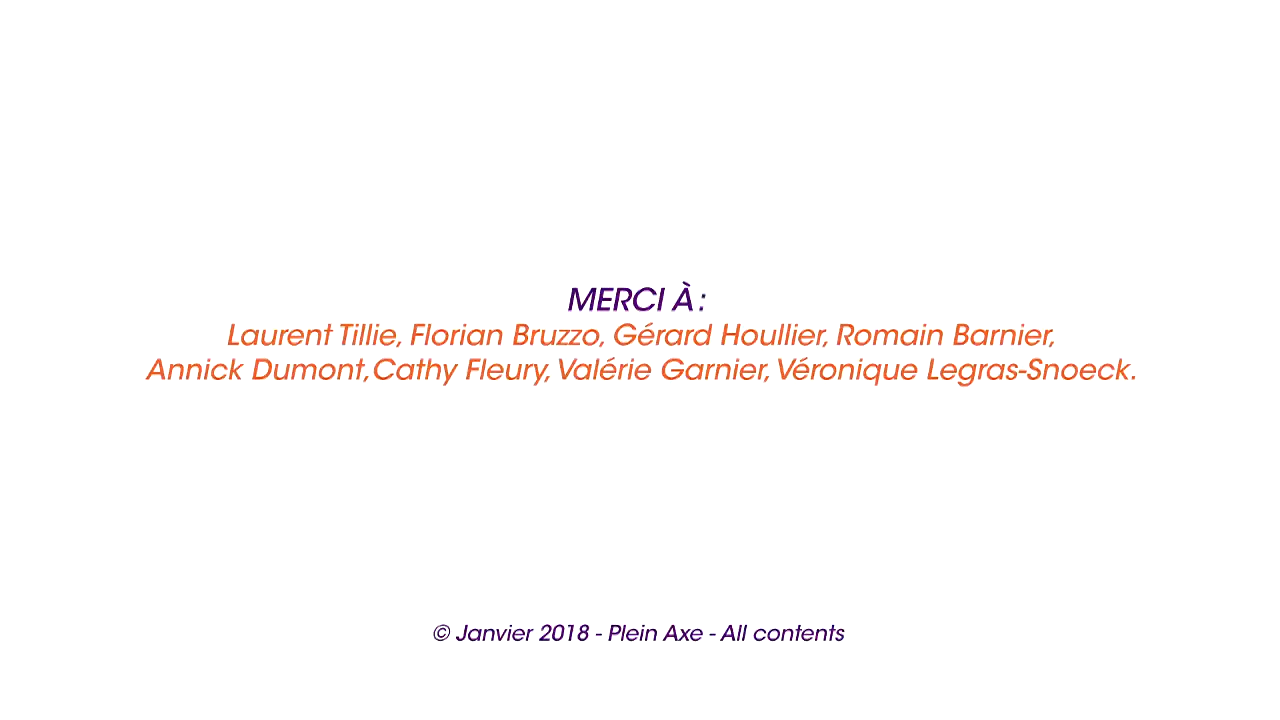 MERCI À :
Laurent Tillie, Florian Bruzzo, Gérard Houllier, Romain Barnier,
Annick Dumont, Cathy Fleury, Valérie Garnier, Véronique Legras-Snoeck.
© Janvier 2018 - Plein Axe - All contents